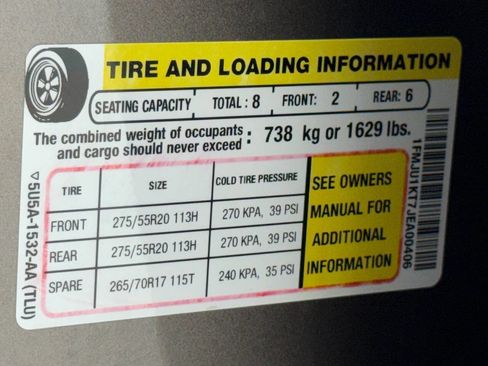 TIRE AND LOADING INFORMATION
SEATING CAPACITY TOTAL : 8 FRONT: 2 REAR: 6
The combined weight of occupants
and cargo should never exceed : 738 kg or 1629 lbs.
TIRE SIZE COLD TIRE PRESSURE
FRONT 275/55R20 113H 270 KPA, 39 PSI
REAR 275/55R20 113H 270 KPA, 39 PSI
SPARE 265/70R17 115T 240 KPA, 35 PSI
SEE OWNERS
MANUAL FOR
ADDITIONAL
INFORMATION
5U5A-1532-AA (TLU)
1FMJU1KT7JEA00406